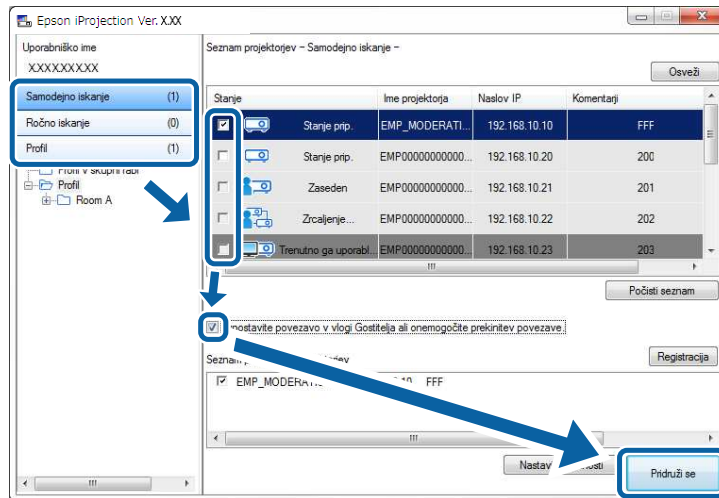 Epson iProjection Ver. X.XX
Uporabniško ime
XXXXXXXXX
Samodejno iskanje (1)
Ročno iskanje (0)
Profil (1)
Profil v skupni rabi
Profil
Room A
Seznam projektorjev - Samodejno iskanje -
Osveži
Stanje Ime projektorja Naslov IP Komentarji
Stanje prip. EMP_MODERATI... 192.168.10.10 FFF
Stanje prip. EMP00000000000... 192.168.10.20 200
Zaseden EMP00000000000... 192.168.10.21 201
Zrcaljenje... EMP00000000000... 192.168.10.22 202
Trenutno ga uporabl... EMP00000000000... 192.168.10.23 203
Počisti seznam
povezavo v vlogi Gostitelja ali onemogočite prekinitev povezave.
Registracija
EMP_MODERA FFF
Pridruži se